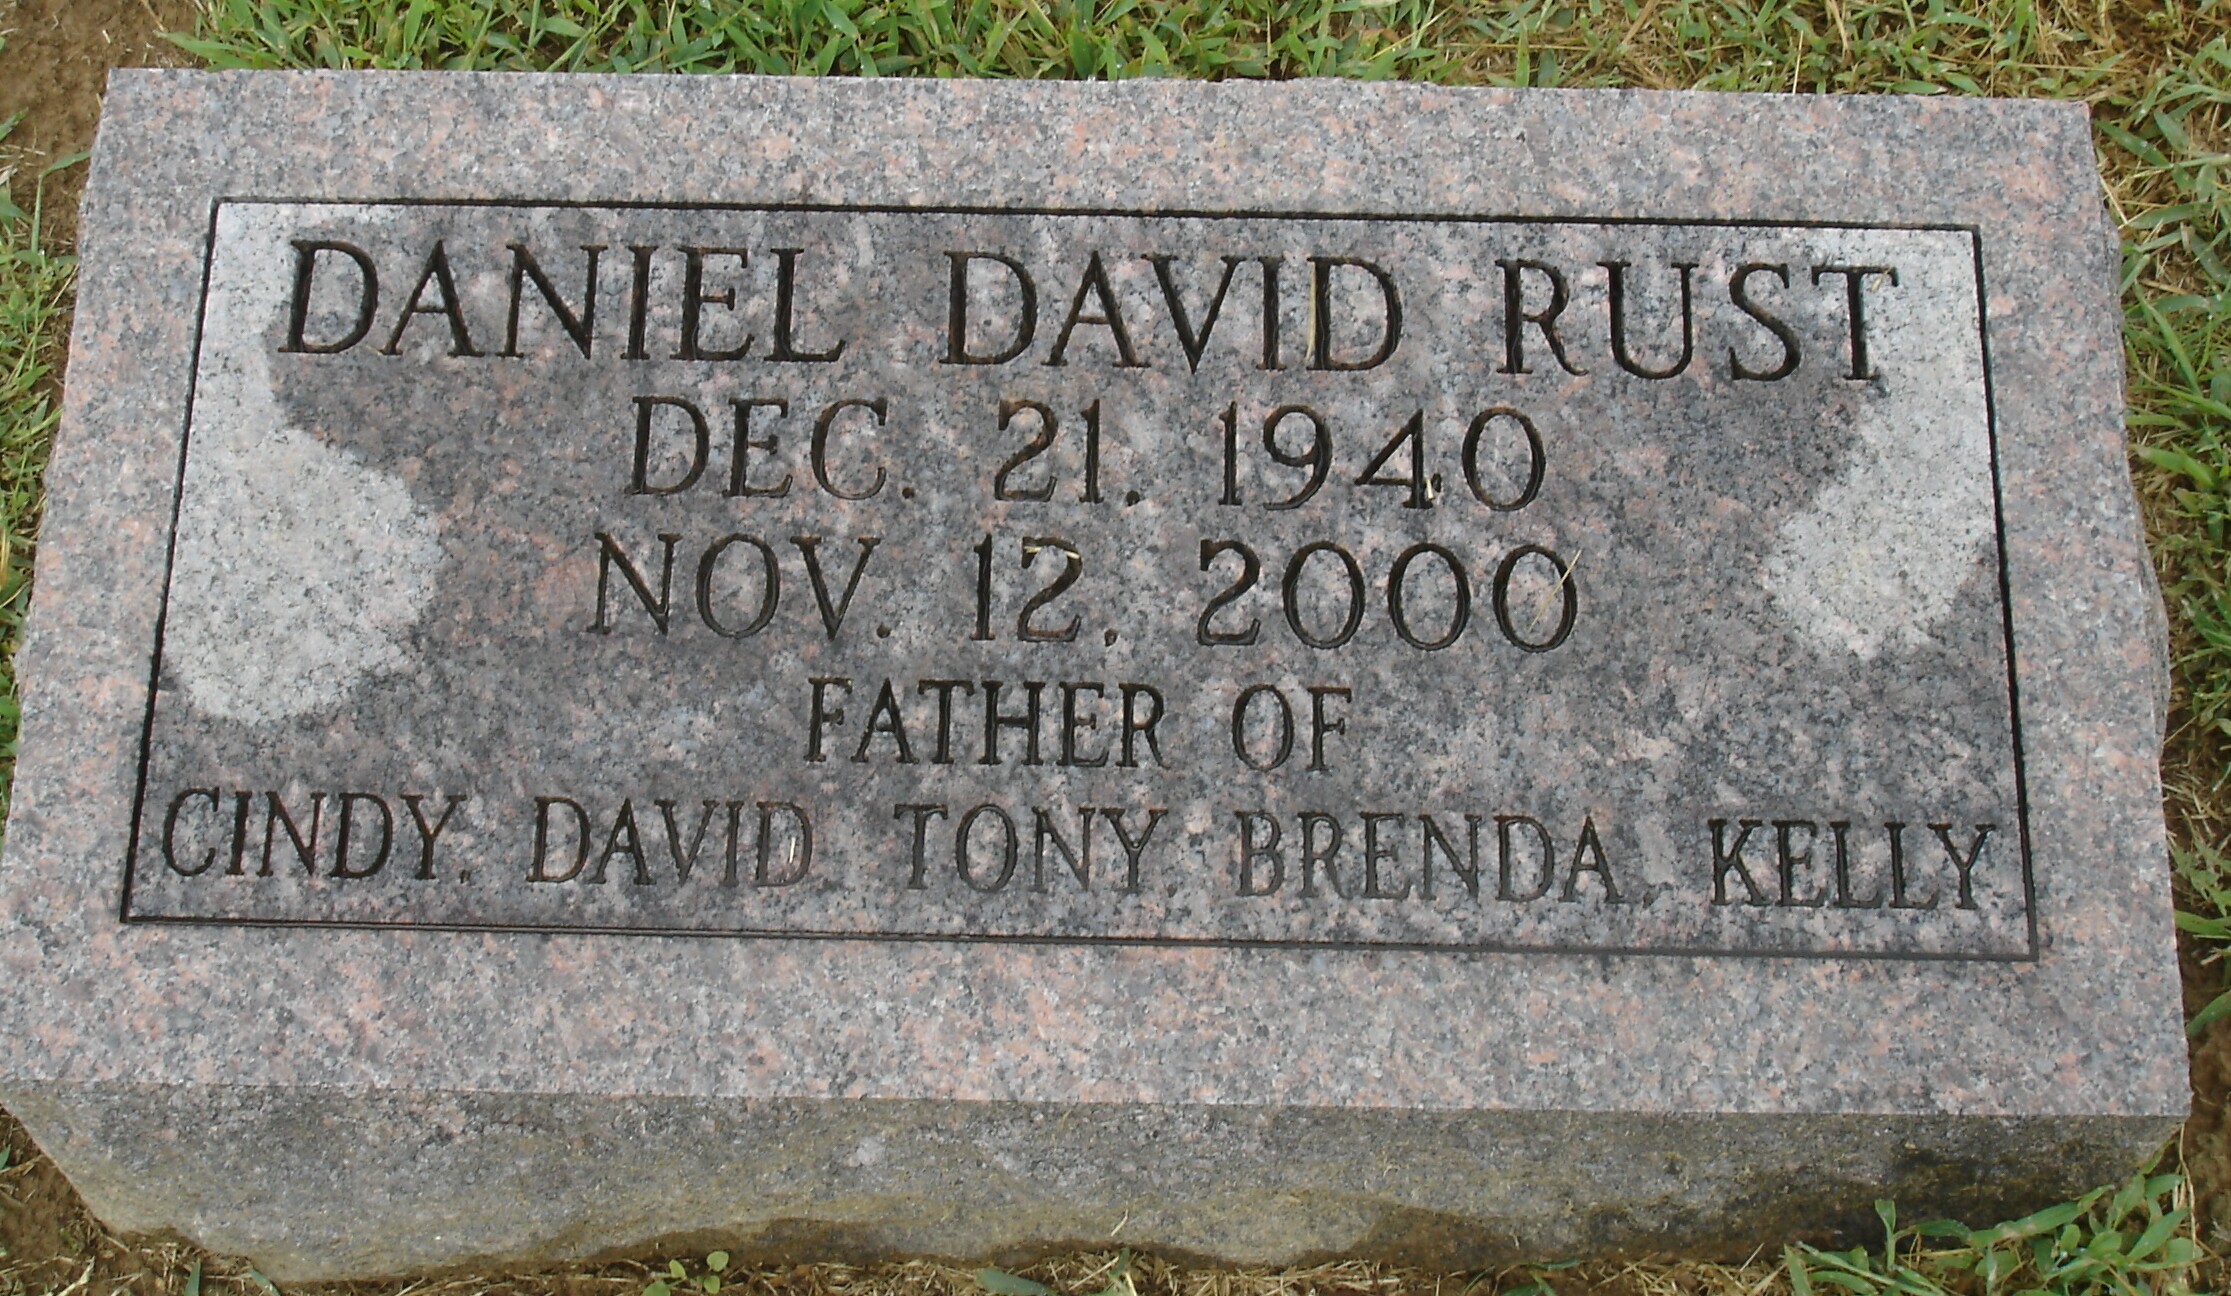 DANIEL DAVID RUST
DEC. 21, 1940
NOV. 12, 2000
FATHER OF
CINDY, DAVID TONY BRENDA, KELLY